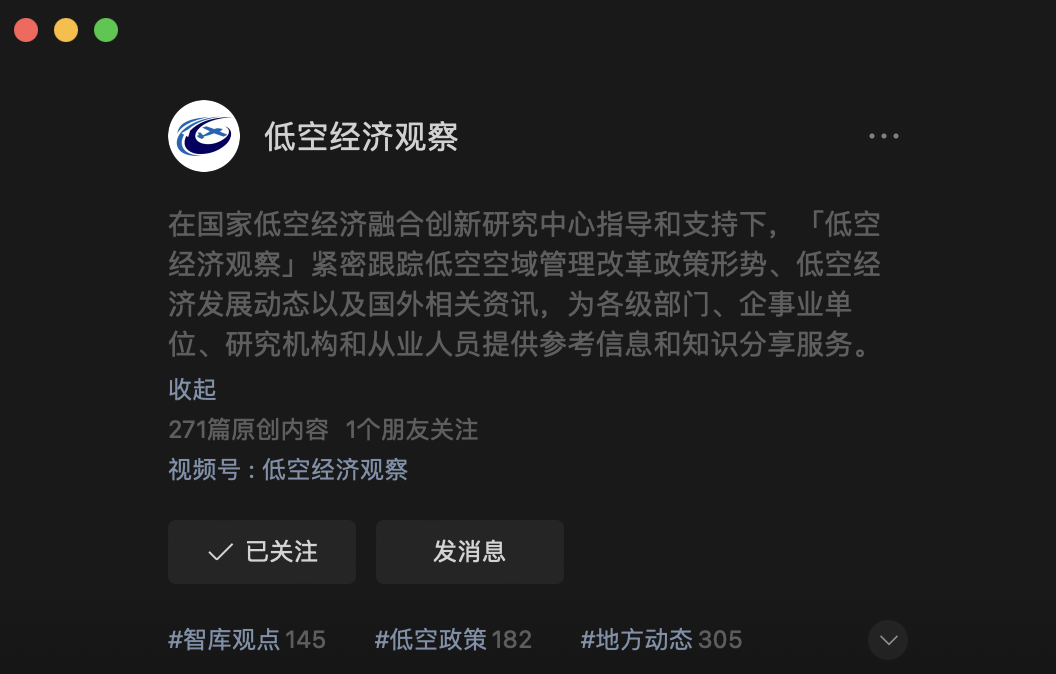 低空经济观察
在国家低空经济融合创新研究中心指导和支持下，「低空
经济观察」紧密跟踪低空空域管理改革政策形势、低空经
济发展动态以及国外相关资讯，为各级部门、企事业单
位、研究机构和从业人员提供参考信息和知识分享服务。
收起
271篇原创内容 1个朋友关注
视频号：低空经济观察
已关注 发消息
#智库观点 145 #低空政策 182 #地方动态 305